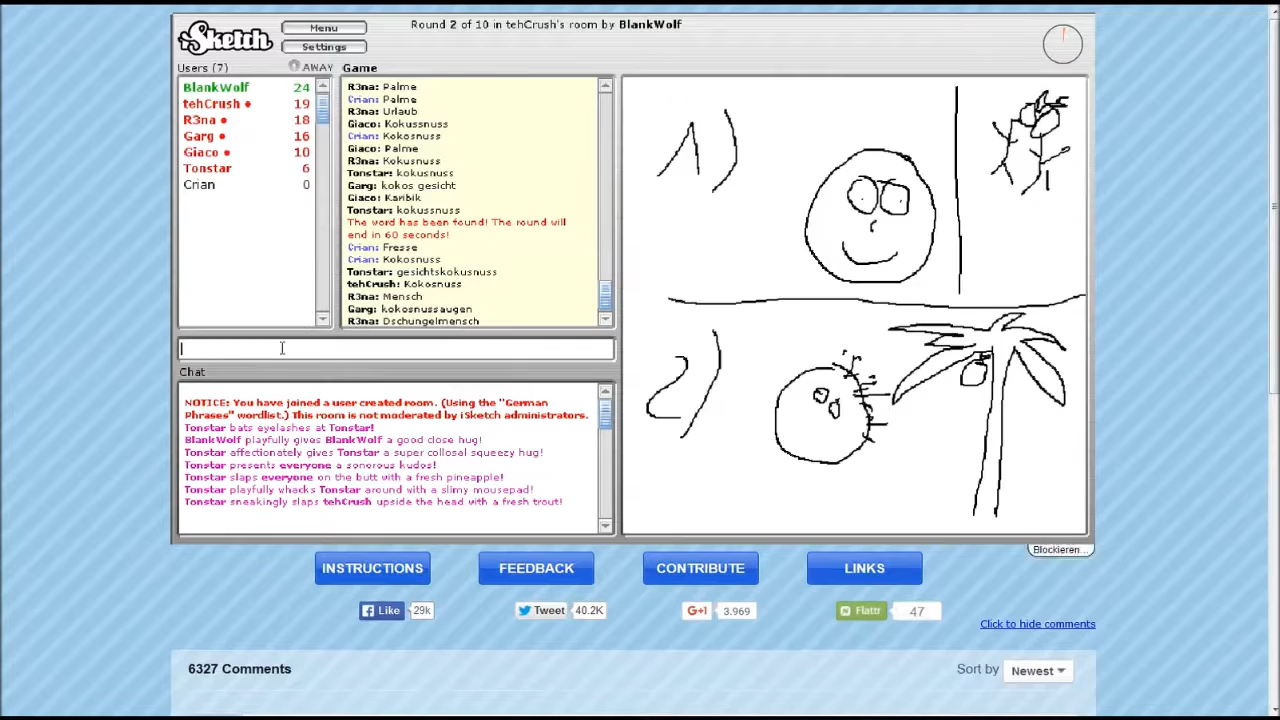 iSketch
Menu
Settings
Round 2 of 10 in tehCrush's room by BlankWolf
Users (7)
AWAY
Game
BlankWolf 24
tehCrush 19
R3na 18
Garg 16
Giaco 10
Tonstar 6
Crian 0
R3na: Palme
Crian: Palme
R3na: Urlaub
Giaco: Kokussnuss
Crian: Kokosnuss
Giaco: Palme
R3na: Kokusnuss
Tonstar: kokusnuss
Garg: kokos gesicht
Giaco: Karibik
Tonstar: kokussnuss
The word has been found! The round will
end in 60 seconds!
Crian: Fresse
Crian: Kokosnuss
Tonstar: gesichtskokusnuss
tehCrush: Kokosnuss
R3na: Mensch
Garg: kokosnussaugen
R3na: Dschungelmensch
1)
2)
Chat
NOTICE: You have joined a user created room. (Using the "German
Phrases" wordlist.) This room is not moderated by iSketch administrators.
Tonstar bats eyelashes at Tonstar!
BlankWolf playfully gives BlankWolf a good close hug!
Tonstar affectionately gives Tonstar a super collosal squeezy hug!
Tonstar presents everyone a sonorous kudos!
Tonstar slaps everyone on the butt with a fresh pineapple!
Tonstar playfully whacks Tonstar around with a slimy mousepad!
Tonstar sneakingly slaps tehCrush upside the head with a fresh trout!
Blockieren...
INSTRUCTIONS
FEEDBACK
CONTRIBUTE
LINKS
Like 29k
Tweet 40.2K
G+1 3.969
Flattr 47
Click to hide comments
6327 Comments
Sort by Newest